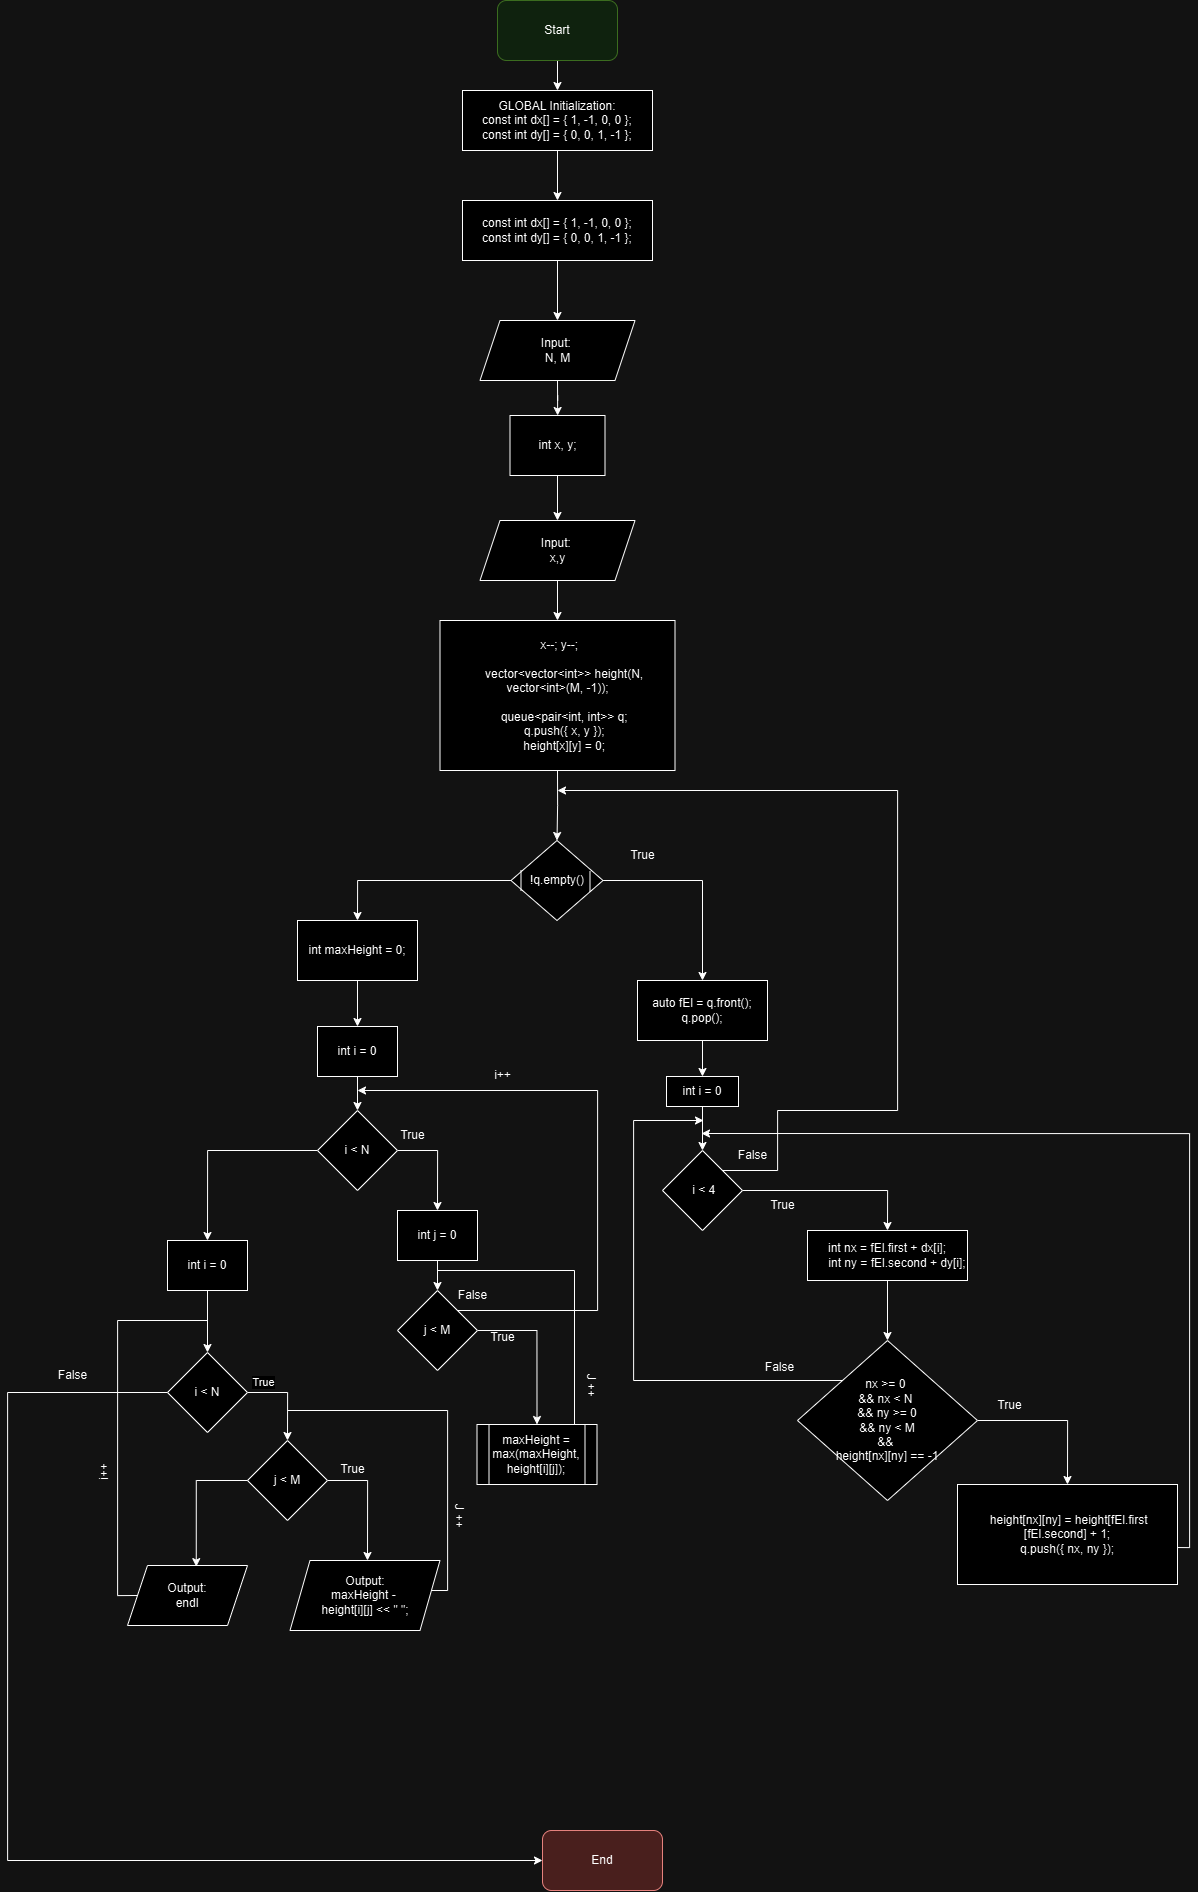 Start
GLOBAL Initialization:
const int dx[] = { 1, -1, 0, 0 };
const int dy[] = { 0, 0, 1, -1 };
const int dx[] = { 1, -1, 0, 0 };
const int dy[] = { 0, 0, 1, -1 };
Input:
N, M
int x, y;
Input:
x,y
x--; y--;
vector<vector<int>> height(N,
vector<int>(M, -1));
queue<pair<int, int>> q;
q.push({ x, y });
height[x][y] = 0;
True
!q.empty()
int maxHeight = 0;
auto fEl = q.front();
q.pop();
int i = 0
i++
int i = 0
i < N
True
False
i < 4
True
int j = 0
int nx = fEl.first + dx[i];
int ny = fEl.second + dy[i];
int i = 0
False
j < M
True
False
i < N
True
J ++
False
nx >= 0
&& nx < N
&& ny >= 0
&& ny < M
&&
height[nx][ny] == -1
True
maxHeight =
max(maxHeight,
height[i][j]);
i++
j < M
True
J ++
height[nx][ny] = height[fEl.first
[fEl.second] + 1;
q.push({ nx, ny });
Output:
endl
Output:
maxHeight -
height[i][j] << " ";
End